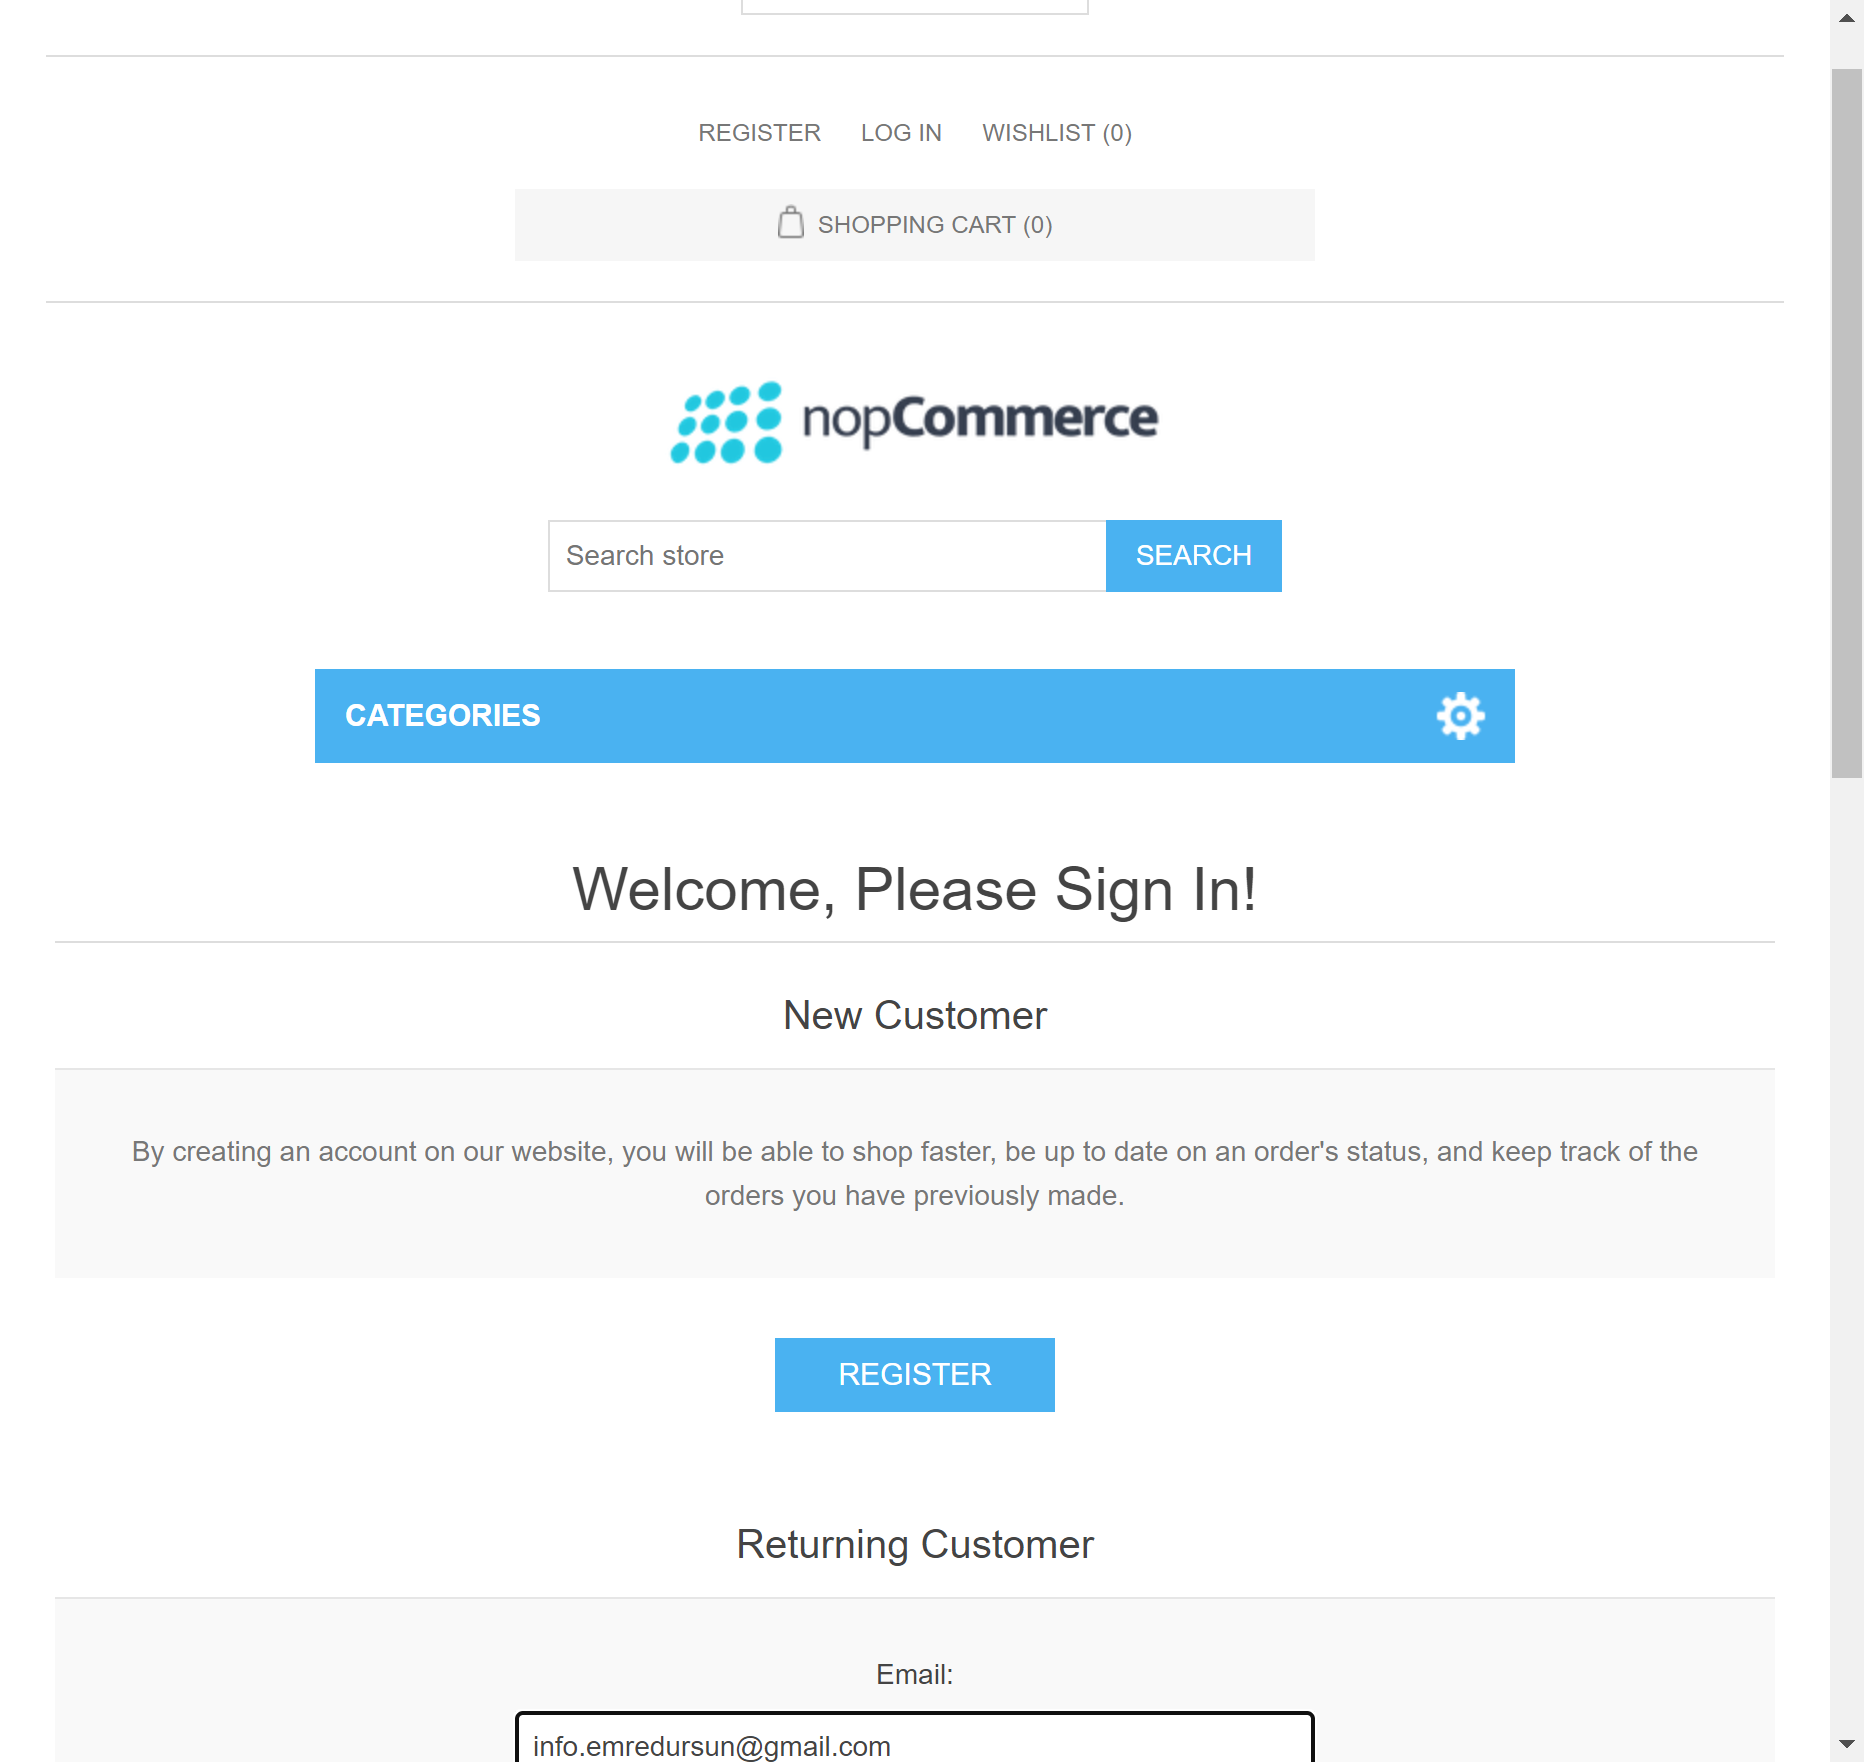 REGISTER LOG IN WISHLIST (0)
SHOPPING CART (0)
nopCommerce
Search store SEARCH
CATEGORIES
Welcome, Please Sign In!
New Customer
By creating an account on our website, you will be able to shop faster, be up to date on an order's status, and keep track of the
orders you have previously made.
REGISTER
Returning Customer
Email:
info.emredursun@gmail.com